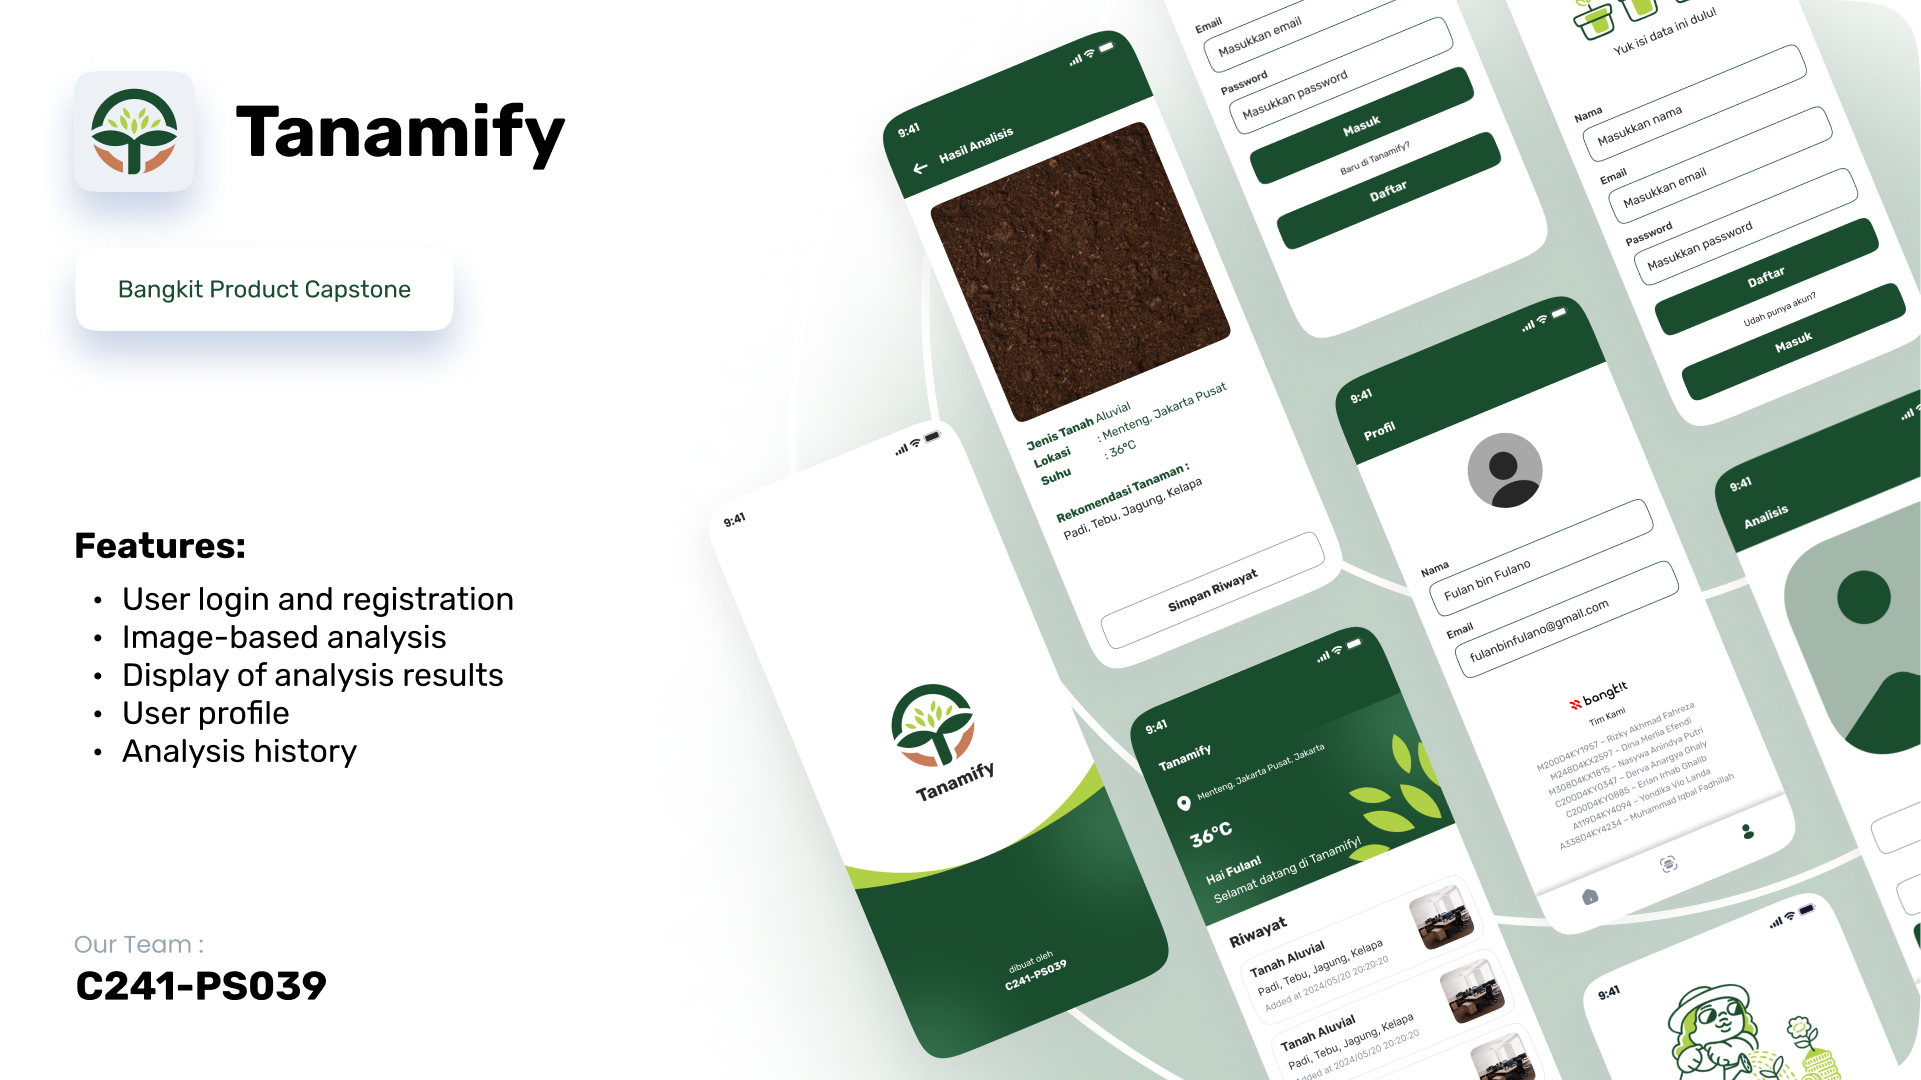 Tanamify
Bangkit Product Capstone
Features:
• User login and registration
• Image-based analysis
• Display of analysis results
• User profile
• Analysis history
Our Team :
C241-PS039
9:41
Tanamify
dibuat oleh
C241-PS039
9:41
Hasil Analisis
Jenis Tanah Aluvial
Lokasi : Menteng, Jakarta Pusat
Suhu : 36°C
Rekomendasi Tanaman :
Padi, Tebu, Jagung, Kelapa
Simpan Riwayat
Email
Masukkan email
Password
Masukkan password
Masuk
Baru di Tanamify?
Daftar
Yuk isi data ini dulu!
Nama
Masukkan nama
Email
Masukkan email
Password
Masukkan password
Daftar
Udah punya akun?
Masuk
9:41
Tanamify
Menteng, Jakarta Pusat, Jakarta
36°C
Hai Fulan!
Selamat datang di Tanamify!
Riwayat
Tanah Aluvial
Padi, Tebu, Jagung, Kelapa
Added at 2024/05/20 20:20:20
Tanah Aluvial
Padi, Tebu, Jagung, Kelapa
Added at 2024/05/20 20:20:20
9:41
Profil
Nama
Fulan bin Fulano
Email
fulanbinfulano@gmail.com
bangkit
Tim Kami
M200D4KY1957 – Rizky Akhmad Fahreza
M248D4KX2597 – Dina Merlia Efendi
M308D4KX1815 – Nasywa Anindya Putri
C200D4KY0347 – Derva Anargya Ghaly
C200D4KY0885 – Erlan Irhab Ghalib
A119D4KY4094 – Yondika Vio Landa
A338D4KY4234 – Muhammad Iqbal Fadhillah
9:41
Analisis
9:41